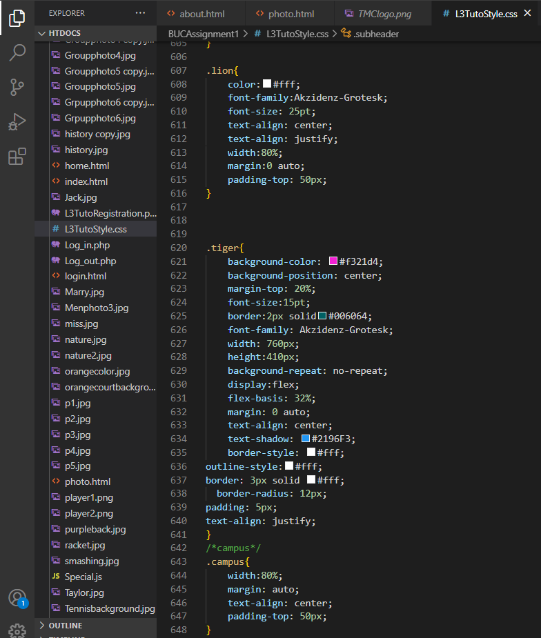 EXPLORER
···
HTDOCS
Groupphoto4.jpg
Groupphoto5 copy.j...
Groupphoto5.jpg
Grpupphoto6 copy.j...
Grpupphoto6.jpg
history copy.jpg
history.jpg
home.html
index.html
Jack.jpg
L3TutoRegistration.p...
L3TutoStyle.css
Log_in.php
Log_out.php
login.html
Marry.jpg
Menphoto3.jpg
miss.jpg
nature.jpg
nature2.jpg
orangecolor.jpg
orangecourtbackgro...
p1.jpg
p2.jpg
p3.jpg
p4.jpg
p5.jpg
photo.html
player1.png
player2.png
purpleback.jpg
racket.jpg
smashing.jpg
JS Special.js
Taylor.jpg
Tennisbackground.jpg
OUTLINE
1
about.html
photo.html
TMClogo.png
# L3TutoStyle.css
BUCAssignment1 > # L3TutoStyle.css > .subheader
605 }
606
607 .lion{
608 color:#fff;
609 font-family:Akzidenz-Grotesk;
610 font-size: 25pt;
611 text-align: center;
612 text-align: justify;
613 width:80%;
614 margin:0 auto;
615 padding-top: 50px;
616 }
617
618
619
620 .tiger{
621 background-color: #f321d4;
622 background-position: center;
623 margin-top: 20%;
624 font-size:15pt;
625 border:2px solid#006064;
626 font-family: Akzidenz-Grotesk;
627 width: 760px;
628 height:410px;
629 background-repeat: no-repeat;
630 display:flex;
631 flex-basis: 32%;
632 margin: 0 auto;
633 text-align: center;
634 text-shadow: #2196F3;
635 border-style: #fff;
636 outline-style:#fff;
637 border: 3px solid #fff;
638 border-radius: 12px;
639 padding: 5px;
640 text-align: justify;
641 }
642 /*campus*/
643 .campus{
644 width:80%;
645 margin: auto;
646 text-align: center;
647 padding-top: 50px;
648 }